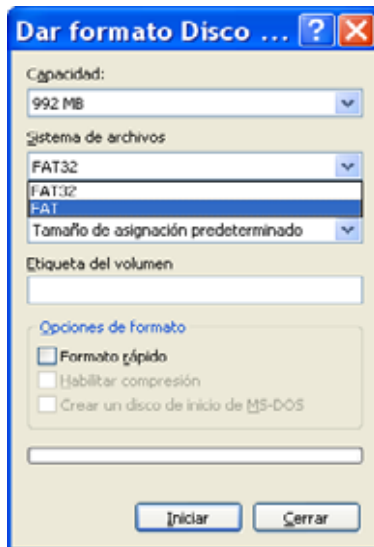 Dar formato Disco ...
Capacidad:
992 MB
Sistema de archivos
FAT32
FAT32
FAT
Tamaño de asignación predeterminado
Etiqueta del volumen
Opciones de formato
Formato rápido
Habilitar compresión
Crear un disco de inicio de MS-DOS
Iniciar Cerrar